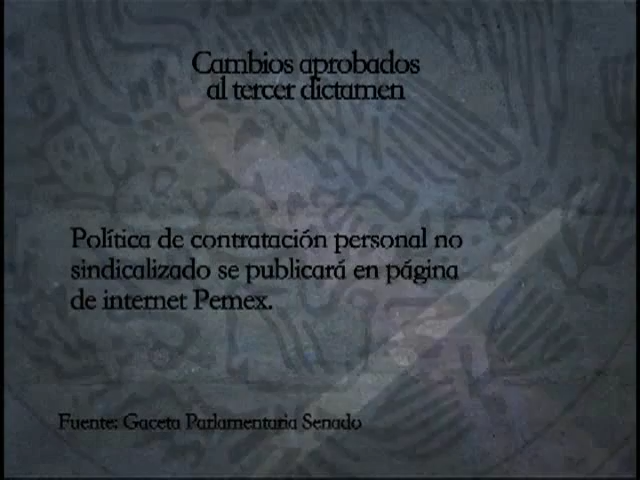 Cambios aprobados
al tercer dictamen
Política de contratación personal no
sindicalizado se publicará en página
de internet Pemex.
Fuente: Gaceta Parlamentaria Senado